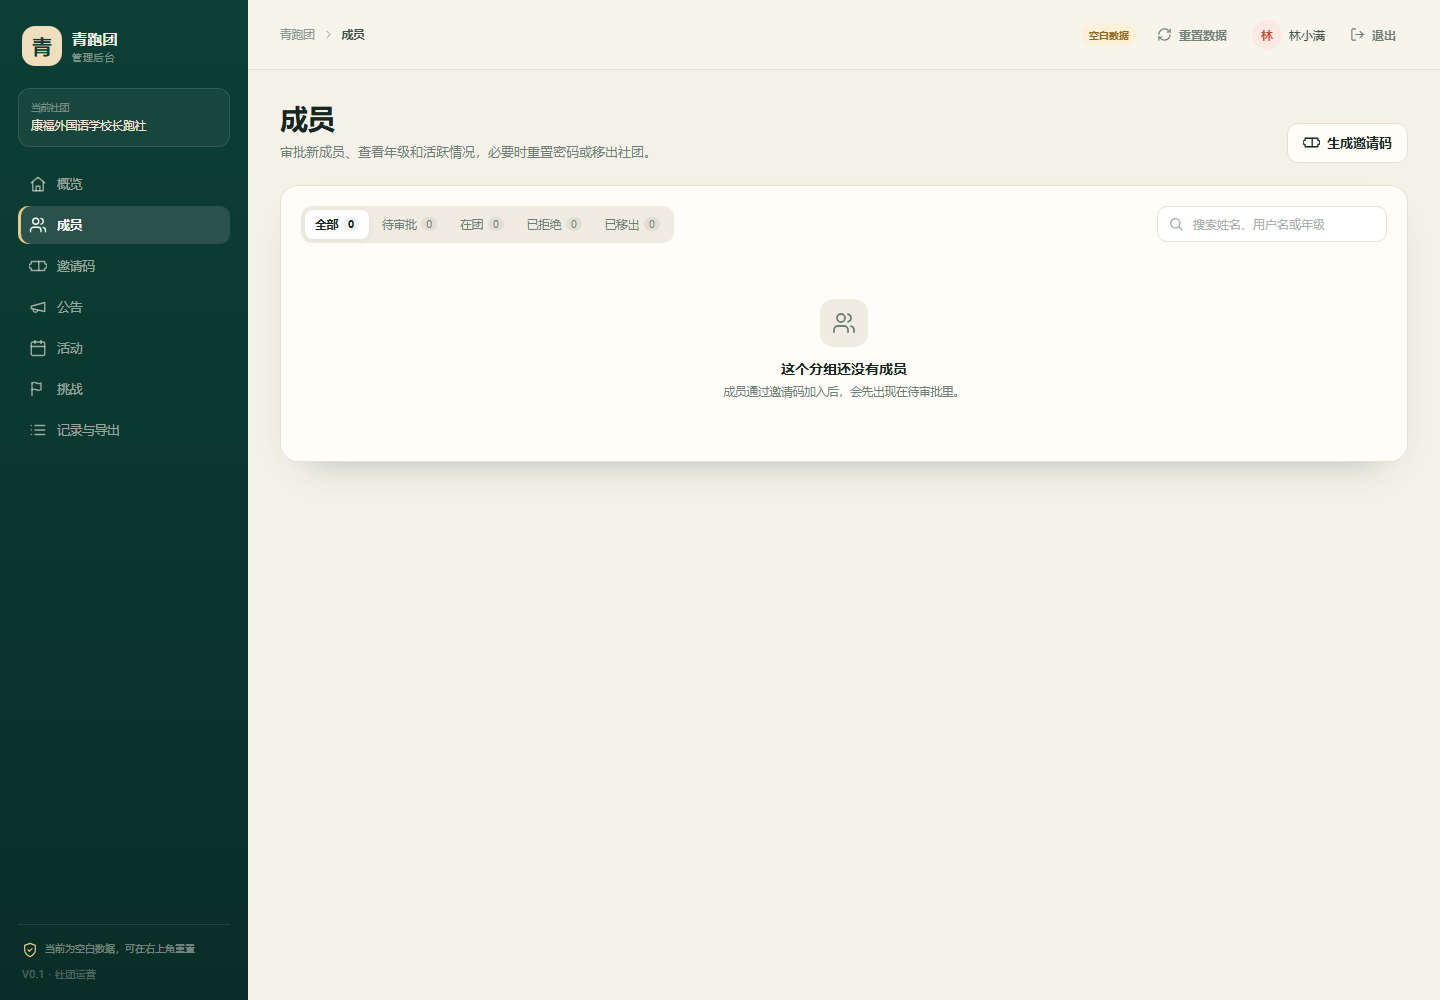 青
青跑团
管理后台
当前社团
康福外国语学校长跑社
概览
成员
邀请码
公告
活动
挑战
记录与导出
当前为空白数据，可在右上角重置
V0.1 · 社团运营
青跑团 > 成员
空白数据
重置数据
林 林小满
退出
成员
审批新成员、查看年级和活跃情况，必要时重置密码或移出社团。
生成邀请码
全部 0 待审批 0 在团 0 已拒绝 0 已移出 0
搜索姓名、用户名或年级
这个分组还没有成员
成员通过邀请码加入后，会先出现在待审批里。